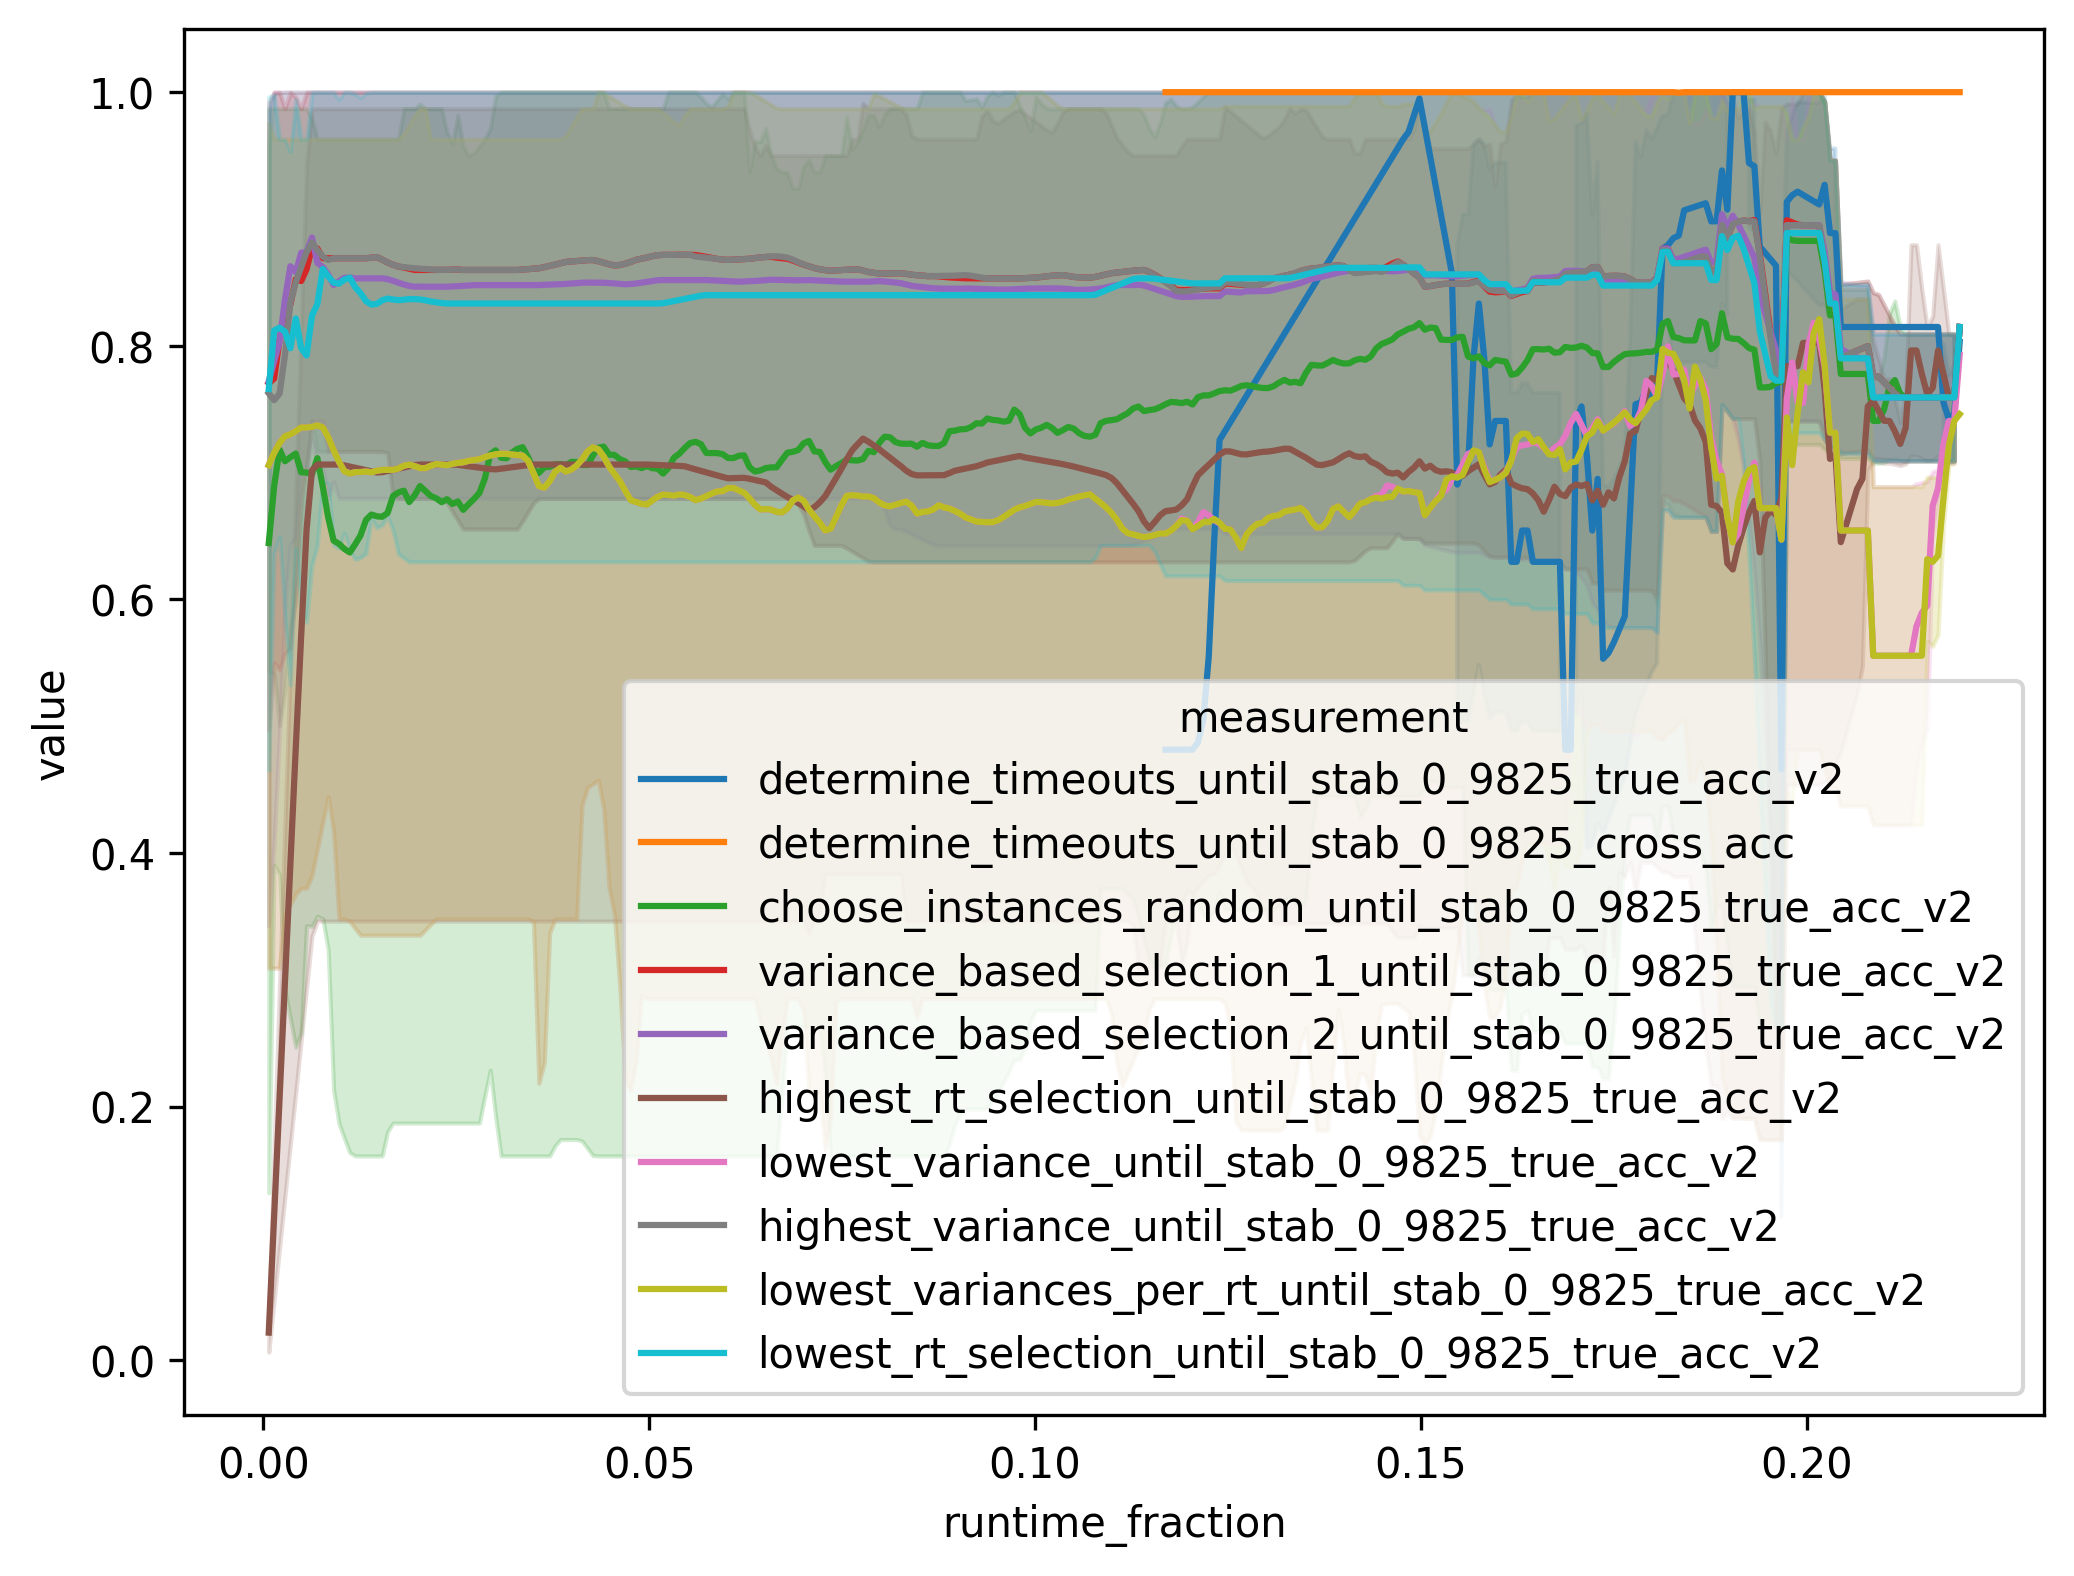 1.0
0.8
0.6
0.4
0.2
0.0
value
measurement
determine_timeouts_until_stab_0_9825_true_acc_v2
determine_timeouts_until_stab_0_9825_cross_acc
choose_instances_random_until_stab_0_9825_true_acc_v2
variance_based_selection_1_until_stab_0_9825_true_acc_v2
variance_based_selection_2_until_stab_0_9825_true_acc_v2
highest_rt_selection_until_stab_0_9825_true_acc_v2
lowest_variance_until_stab_0_9825_true_acc_v2
highest_variance_until_stab_0_9825_true_acc_v2
lowest_variances_per_rt_until_stab_0_9825_true_acc_v2
lowest_rt_selection_until_stab_0_9825_true_acc_v2
0.00 0.05 0.10 0.15 0.20
runtime_fraction